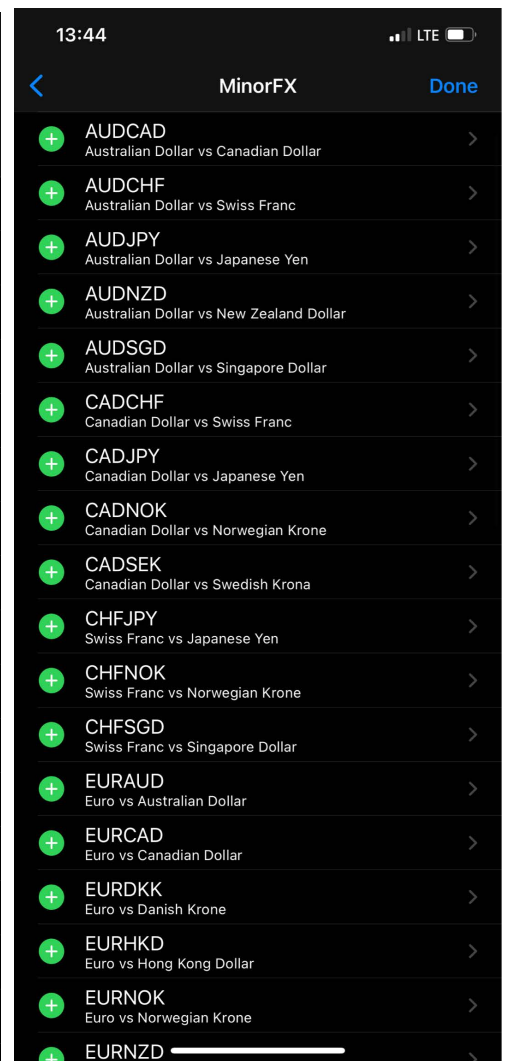 13:44
LTE
MinorFX
Done
AUDCAD
Australian Dollar vs Canadian Dollar
AUDCHF
Australian Dollar vs Swiss Franc
AUDJPY
Australian Dollar vs Japanese Yen
AUDNZD
Australian Dollar vs New Zealand Dollar
AUDSGD
Australian Dollar vs Singapore Dollar
CADCHF
Canadian Dollar vs Swiss Franc
CADJPY
Canadian Dollar vs Japanese Yen
CADNOK
Canadian Dollar vs Norwegian Krone
CADSEK
Canadian Dollar vs Swedish Krona
CHFJPY
Swiss Franc vs Japanese Yen
CHFNOK
Swiss Franc vs Norwegian Krone
CHFSGD
Swiss Franc vs Singapore Dollar
EURAUD
Euro vs Australian Dollar
EURCAD
Euro vs Canadian Dollar
EURDKK
Euro vs Danish Krone
EURHKD
Euro vs Hong Kong Dollar
EURNOK
Euro vs Norwegian Krone
EURNZD